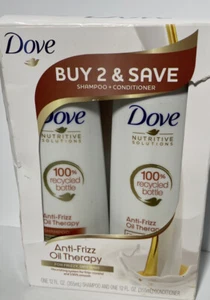 Dove
BUY 2 & SAVE
SHAMPOO + CONDITIONER
Dove
NUTRITIVE
SOLUTIONS
100%
recycled
bottle
Anti-Frizz
Oil Therapy
Dove
NUTRITIVE
SOLUTIONS
100%
recycled
bottle
Anti-Frizz
Oil Therapy
Anti-Frizz
Oil Therapy